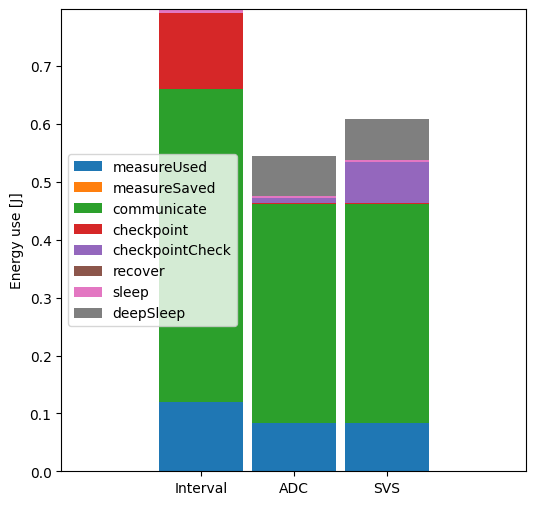 0.7
0.6
0.5
0.4
0.3
0.2
0.1
0.0
Energy use [J]
measureUsed
measureSaved
communicate
checkpoint
checkpointCheck
recover
sleep
deepSleep
Interval
ADC
SVS